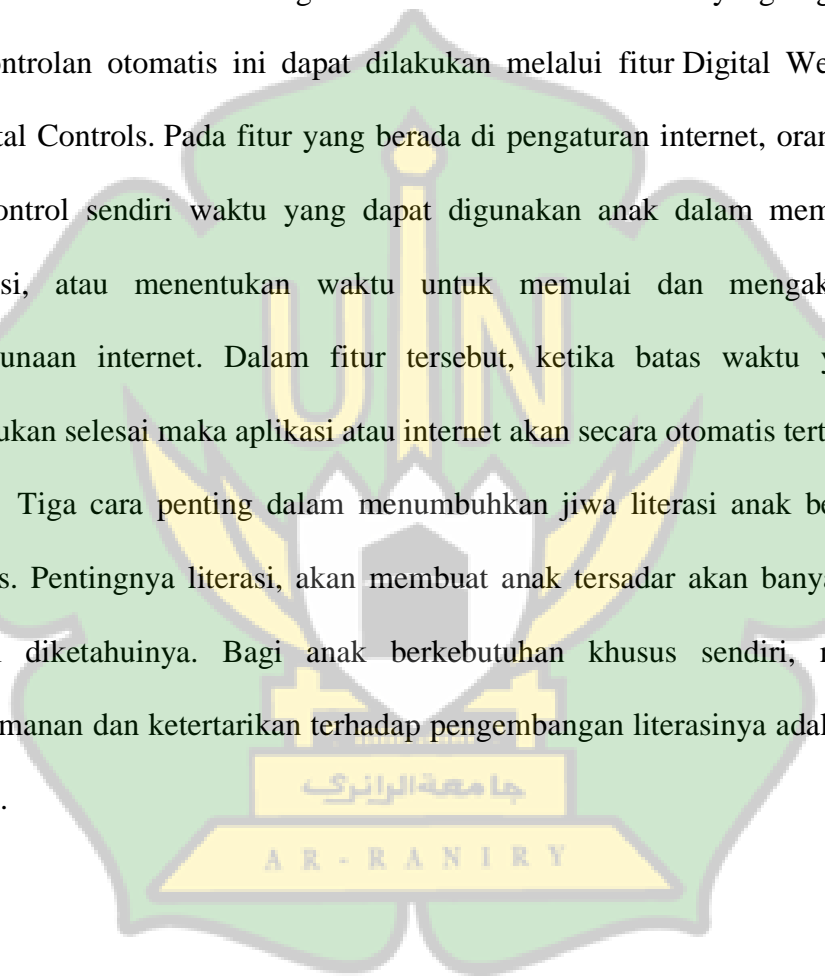 ontrolan otomatis ini dapat dilakukan melalui fitur Digital We
tal Controls. Pada fitur yang berada di pengaturan internet, oran
ontrol sendiri waktu yang dapat digunakan anak dalam mem
si, atau menentukan waktu untuk memulai dan mengak
unaan internet. Dalam fitur tersebut, ketika batas waktu y
ukan selesai maka aplikasi atau internet akan secara otomatis tert
Tiga cara penting dalam menumbuhkan jiwa literasi anak be
s. Pentingnya literasi, akan membuat anak tersadar akan banya
diketahuinya. Bagi anak berkebutuhan khusus sendiri,
manan dan ketertarikan terhadap pengembangan literasinya adal
.
UIN
جامعة الرانري
AR-RANIRY